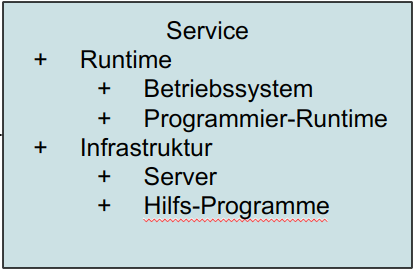 Service
+ Runtime
+ Betriebssystem
+ Programmier-Runtime
+ Infrastruktur
+ Server
+ Hilfs-Programme